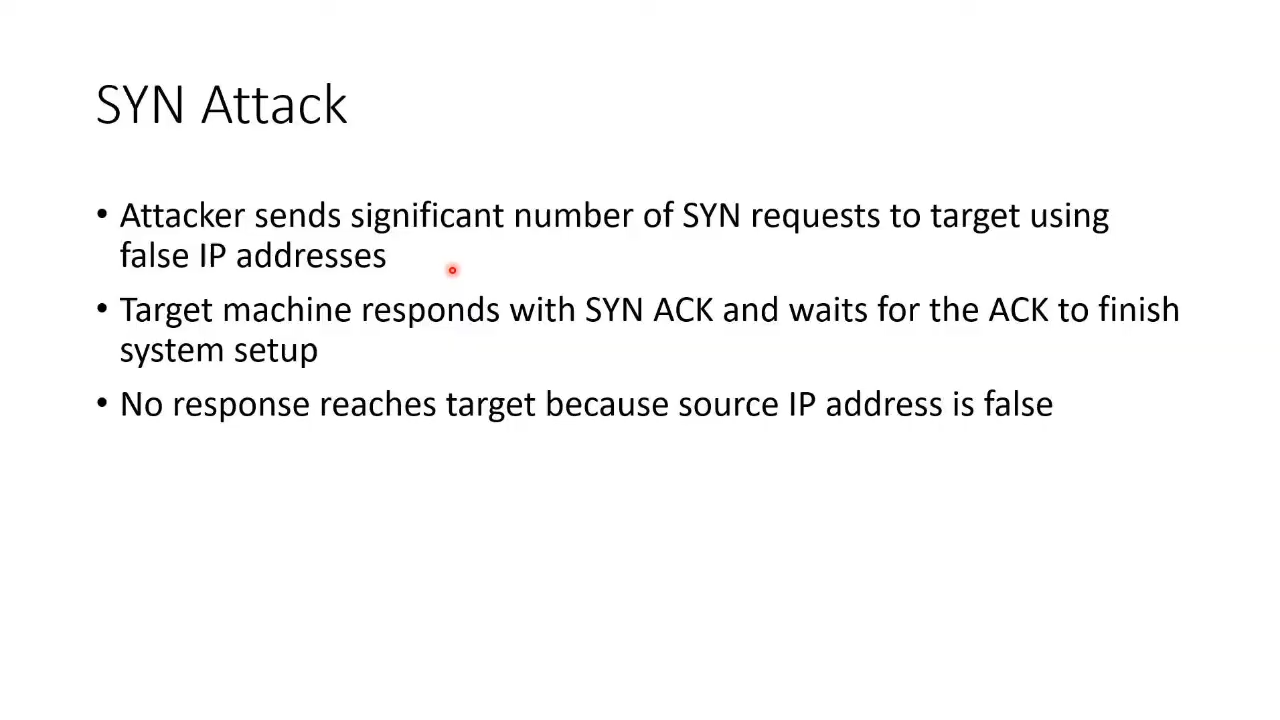 SYN Attack
• Attacker sends significant number of SYN requests to target using
false IP addresses
• Target machine responds with SYN ACK and waits for the ACK to finish
system setup
• No response reaches target because source IP address is false